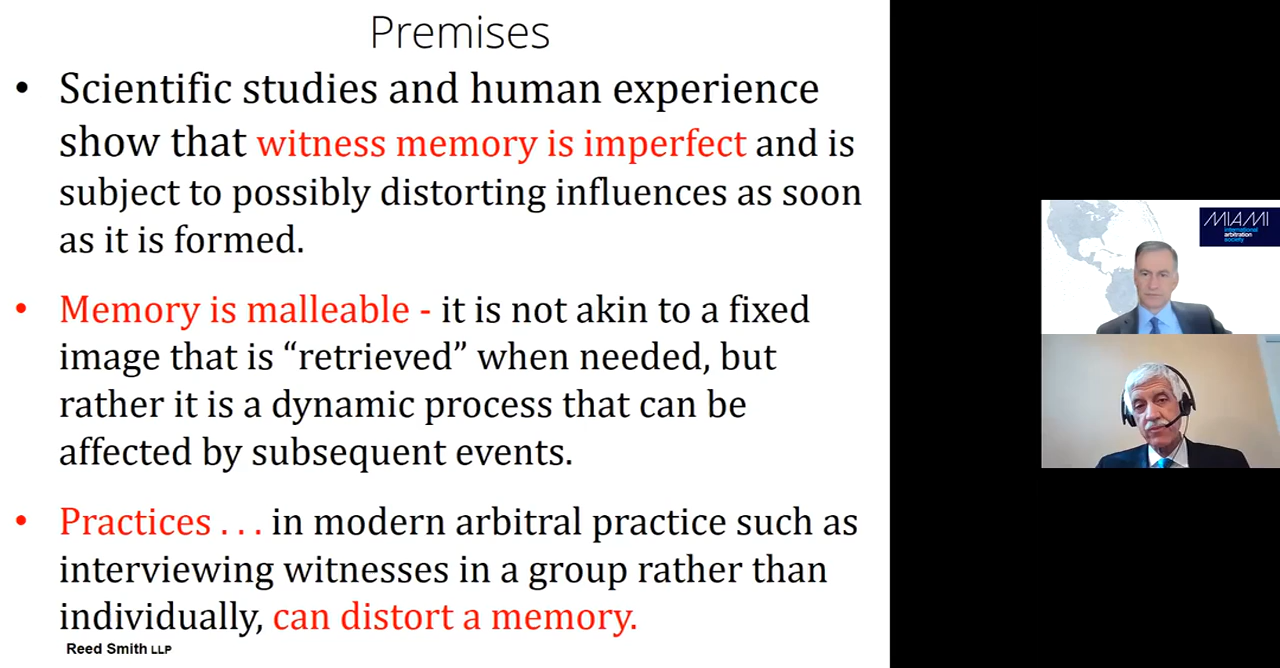 Premises
• Scientific studies and human experience
show that witness memory is imperfect and is
subject to possibly distorting influences as soon
as it is formed.
• Memory is malleable - it is not akin to a fixed
image that is “retrieved” when needed, but
rather it is a dynamic process that can be
affected by subsequent events.
• Practices . . . in modern arbitral practice such as
interviewing witnesses in a group rather than
individually, can distort a memory.
Reed Smith LLP
MIAMI
international
arbitration
society